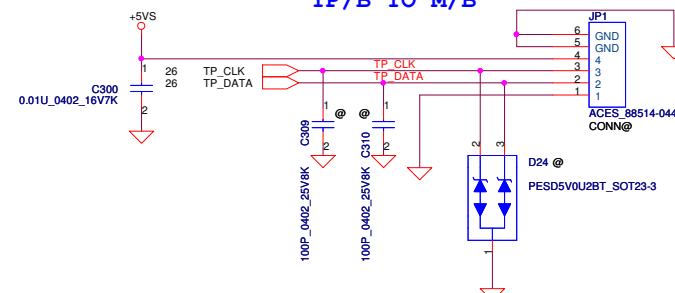 TP/B TO M/B
+5VS
JP1
6 GND
5 GND
4 4
3 3
2 2
1 1
ACES_88514-044
CONN@
26 TP_CLK
26 TP_DATA
TP_CLK
TP_DATA
C300
0.01U_0402_16V7K
1
2
C309
100P_0402_25V8K
@
1
2
C310
100P_0402_25V8K
@
1
2
D24 @
PESD5V0U2BT_SOT23-3
2
3
1